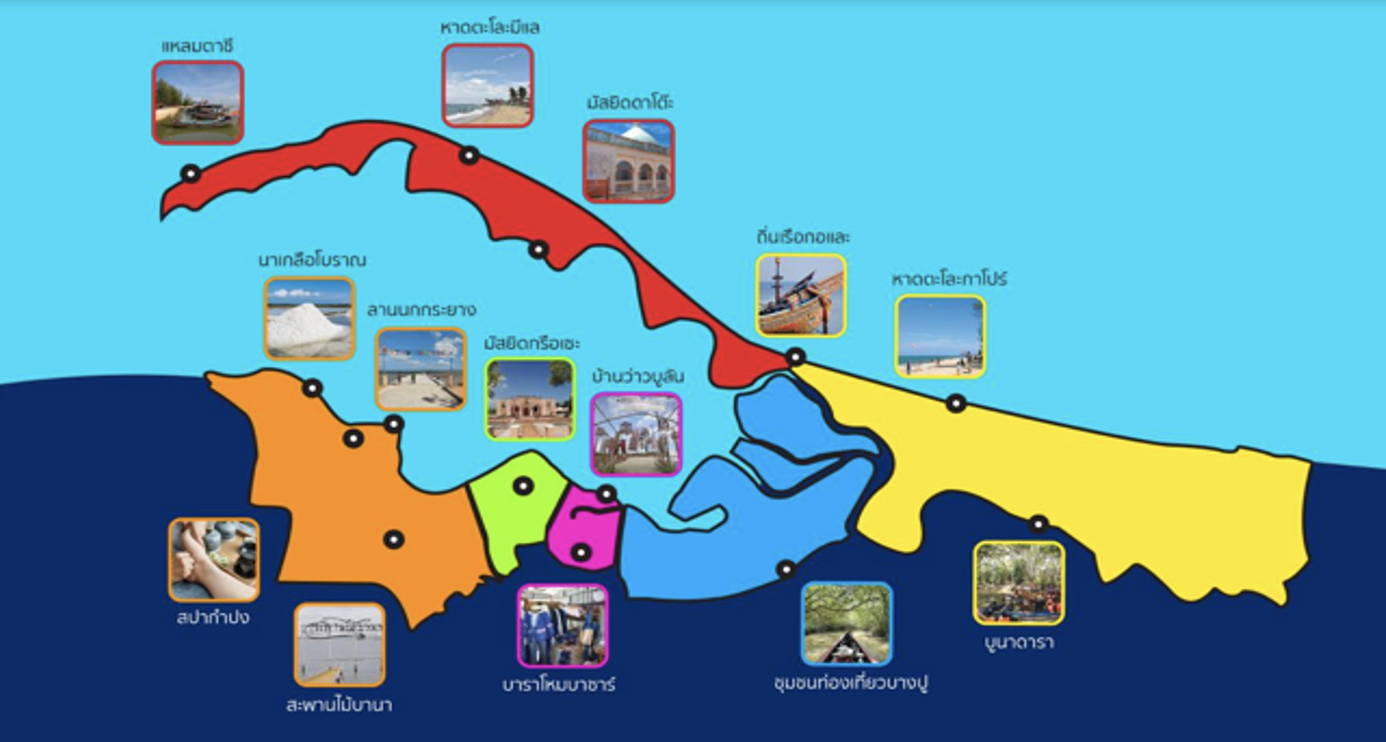 หาดตะโละมีแล
แหลมตาชี
มัสยิดดาโต๊ะ
ถิ่นเรือกอและ
นาเกลือโบราณ
หาดตะโละกาโปร์
ลานนกกระยาง
มัสยิดกรือเซะ
บ้านว่าวบูลัน
สปากำปง
บูนาดารา
บาราโหมบาซาร์
ชุมชนท่องเที่ยวบางปู
สะพานไม้บานา